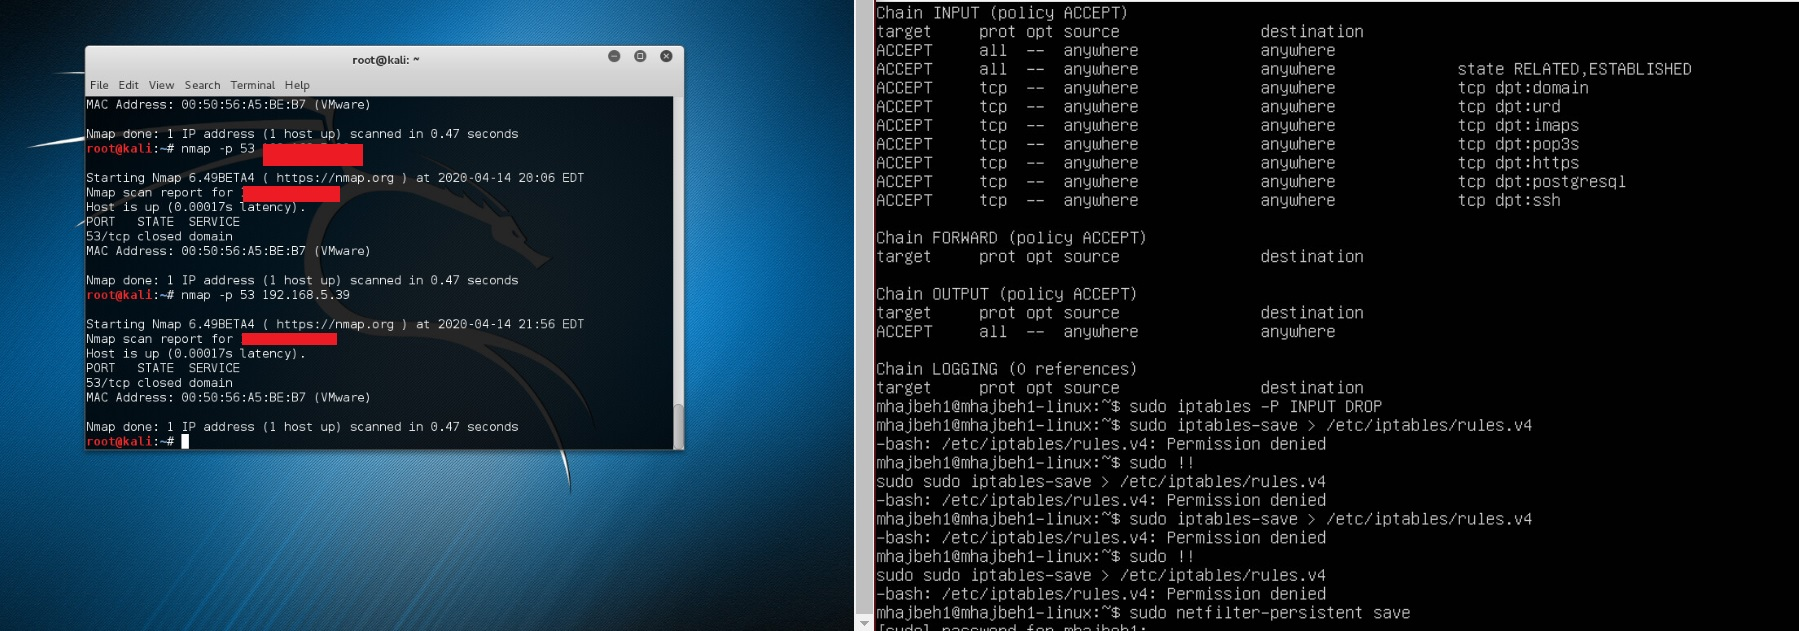 root@kali: ~
File Edit View Search Terminal Help
MAC Address: 00:50:56:A5:BE:B7 (VMware)
Nmap done: 1 IP address (1 host up) scanned in 0.47 seconds
root@kali:~# nmap -p 53
Starting Nmap 6.49BETA4 ( https://nmap.org ) at 2020-04-14 20:06 EDT
Nmap scan report for
Host is up (0.00017s latency).
PORT   STATE  SERVICE
53/tcp closed domain
MAC Address: 00:50:56:A5:BE:B7 (VMware)
Nmap done: 1 IP address (1 host up) scanned in 0.47 seconds
root@kali:~# nmap -p 53 192.168.5.39
Starting Nmap 6.49BETA4 ( https://nmap.org ) at 2020-04-14 21:56 EDT
Nmap scan report for
Host is up (0.00017s latency).
PORT   STATE  SERVICE
53/tcp closed domain
MAC Address: 00:50:56:A5:BE:B7 (VMware)
Nmap done: 1 IP address (1 host up) scanned in 0.47 seconds
root@kali:~#
Chain INPUT (policy ACCEPT)
target     prot opt source               destination
ACCEPT     all  --  anywhere             anywhere
ACCEPT     all  --  anywhere             anywhere             state RELATED,ESTABLISHED
ACCEPT     tcp  --  anywhere             anywhere             tcp dpt:domain
ACCEPT     tcp  --  anywhere             anywhere             tcp dpt:urd
ACCEPT     tcp  --  anywhere             anywhere             tcp dpt:imaps
ACCEPT     tcp  --  anywhere             anywhere             tcp dpt:pop3s
ACCEPT     tcp  --  anywhere             anywhere             tcp dpt:https
ACCEPT     tcp  --  anywhere             anywhere             tcp dpt:postgresql
ACCEPT     tcp  --  anywhere             anywhere             tcp dpt:ssh
Chain FORWARD (policy ACCEPT)
target     prot opt source               destination
Chain OUTPUT (policy ACCEPT)
target     prot opt source               destination
ACCEPT     all  --  anywhere             anywhere
Chain LOGGING (0 references)
target     prot opt source               destination
mhajbeh1@mhajbeh1-linux:~$ sudo iptables -P INPUT DROP
mhajbeh1@mhajbeh1-linux:~$ sudo iptables-save > /etc/iptables/rules.v4
-bash: /etc/iptables/rules.v4: Permission denied
mhajbeh1@mhajbeh1-linux:~$ sudo !!
sudo sudo iptables-save > /etc/iptables/rules.v4
-bash: /etc/iptables/rules.v4: Permission denied
mhajbeh1@mhajbeh1-linux:~$ sudo iptables-save > /etc/iptables/rules.v4
-bash: /etc/iptables/rules.v4: Permission denied
mhajbeh1@mhajbeh1-linux:~$ sudo !!
sudo sudo iptables-save > /etc/iptables/rules.v4
-bash: /etc/iptables/rules.v4: Permission denied
mhajbeh1@mhajbeh1-linux:~$ sudo netfilter-persistent save
[sudo] password for mhajbeh1: